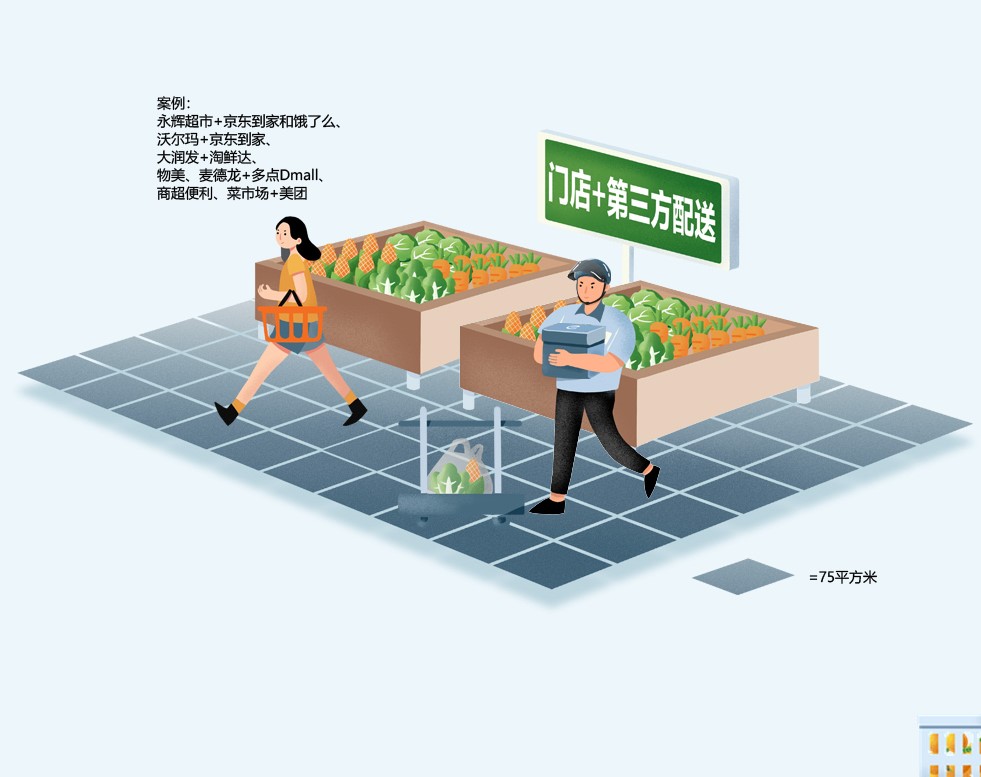 案例：
永辉超市+京东到家和饿了么、
沃尔玛+京东到家、
大润发+淘鲜达、
物美、麦德龙+多点Dmall、
商超便利、菜市场+美团
门店+第三方配送
=75平方米